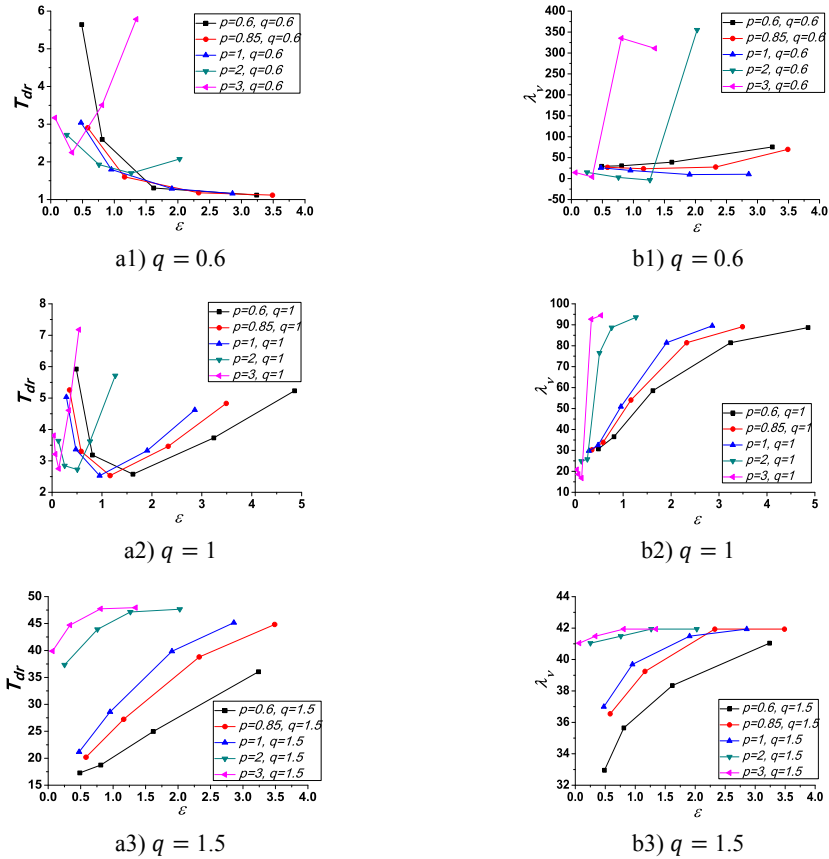 6
5
4
3
2
1
T_dr
0.0 0.5 1.0 1.5 2.0 2.5 3.0 3.5 4.0
ε
p=0.6, q=0.6
p=0.85, q=0.6
p=1, q=0.6
p=2, q=0.6
p=3, q=0.6
a1) q = 0.6
400
350
300
250
200
150
100
50
0
-50
λ_ν
0.0 0.5 1.0 1.5 2.0 2.5 3.0 3.5 4.0
ε
p=0.6, q=0.6
p=0.85, q=0.6
p=1, q=0.6
p=2, q=0.6
p=3, q=0.6
b1) q = 0.6
8
7
6
5
4
3
2
T_dr
0 1 2 3 4 5
ε
p=0.6, q=1
p=0.85, q=1
p=1, q=1
p=2, q=1
p=3, q=1
a2) q = 1
100
90
80
70
60
50
40
30
20
10
λ_ν
0 1 2 3 4 5
ε
p=0.6, q=1
p=0.85, q=1
p=1, q=1
p=2, q=1
p=3, q=1
b2) q = 1
50
45
40
35
30
25
20
15
T_dr
0.0 0.5 1.0 1.5 2.0 2.5 3.0 3.5 4.0
ε
p=0.6, q=1.5
p=0.85, q=1.5
p=1, q=1.5
p=2, q=1.5
p=3, q=1.5
a3) q = 1.5
44
42
40
38
36
34
32
λ_ν
0.0 0.5 1.0 1.5 2.0 2.5 3.0 3.5 4.0
ε
p=0.6, q=1.5
p=0.85, q=1.5
p=1, q=1.5
p=2, q=1.5
p=3, q=1.5
b3) q = 1.5